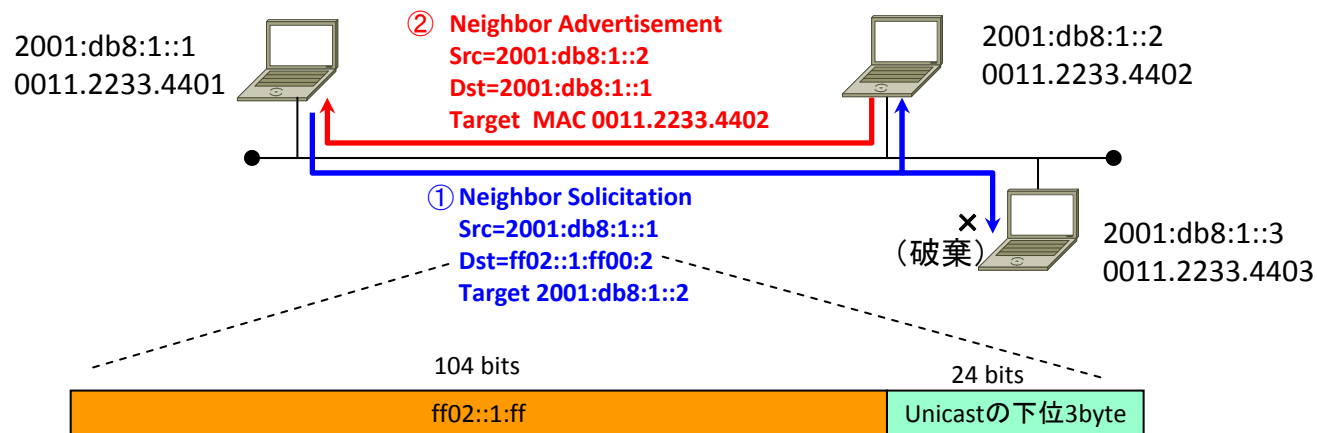 2001:db8:1::1
0011.2233.4401
② Neighbor Advertisement
Src=2001:db8:1::2
Dst=2001:db8:1::1
Target MAC 0011.2233.4402
2001:db8:1::2
0011.2233.4402
① Neighbor Solicitation
Src=2001:db8:1::1
Dst=ff02::1:ff00:2
Target 2001:db8:1::2
×
（破棄）
2001:db8:1::3
0011.2233.4403
104 bits
24 bits
ff02::1:ff
Unicastの下位3byte